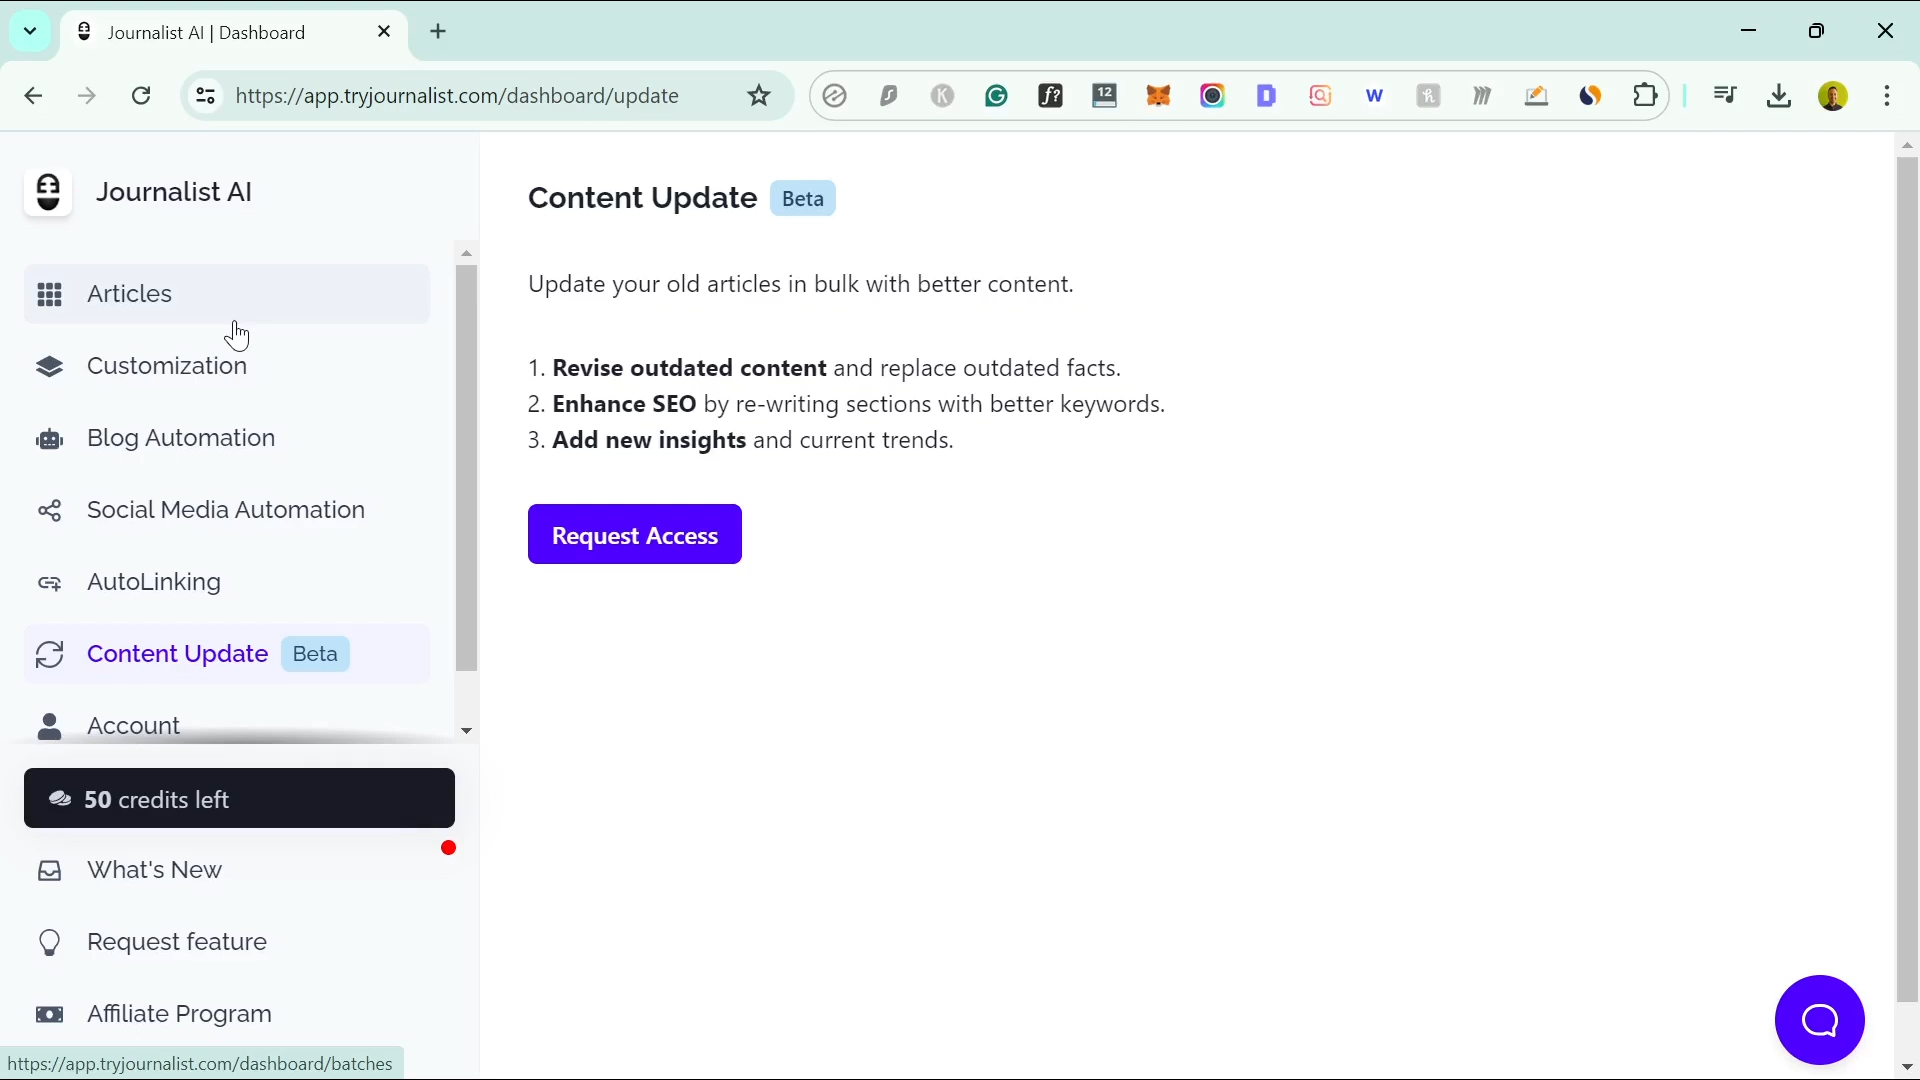 Journalist AI | Dashboard
https://app.tryjournalist.com/dashboard/update
K
f?
12
W
h
Journalist AI
Articles
Customization
Blog Automation
Social Media Automation
AutoLinking
Content Update Beta
Account
50 credits left
What's New
Request feature
Affiliate Program
https://app.tryjournalist.com/dashboard/batches
Content Update Beta
Update your old articles in bulk with better content.
1. Revise outdated content and replace outdated facts.
2. Enhance SEO by re-writing sections with better keywords.
3. Add new insights and current trends.
Request Access